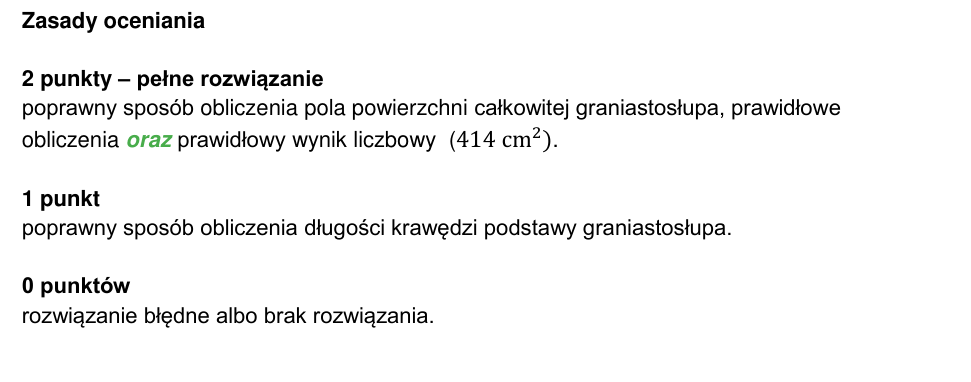 Zasady oceniania
2 punkty – pełne rozwiązanie
poprawny sposób obliczenia pola powierzchni całkowitej graniastosłupa, prawidłowe
obliczenia oraz prawidłowy wynik liczbowy (414 cm²).
1 punkt
poprawny sposób obliczenia długości krawędzi podstawy graniastosłupa.
0 punktów
rozwiązanie błędne albo brak rozwiązania.